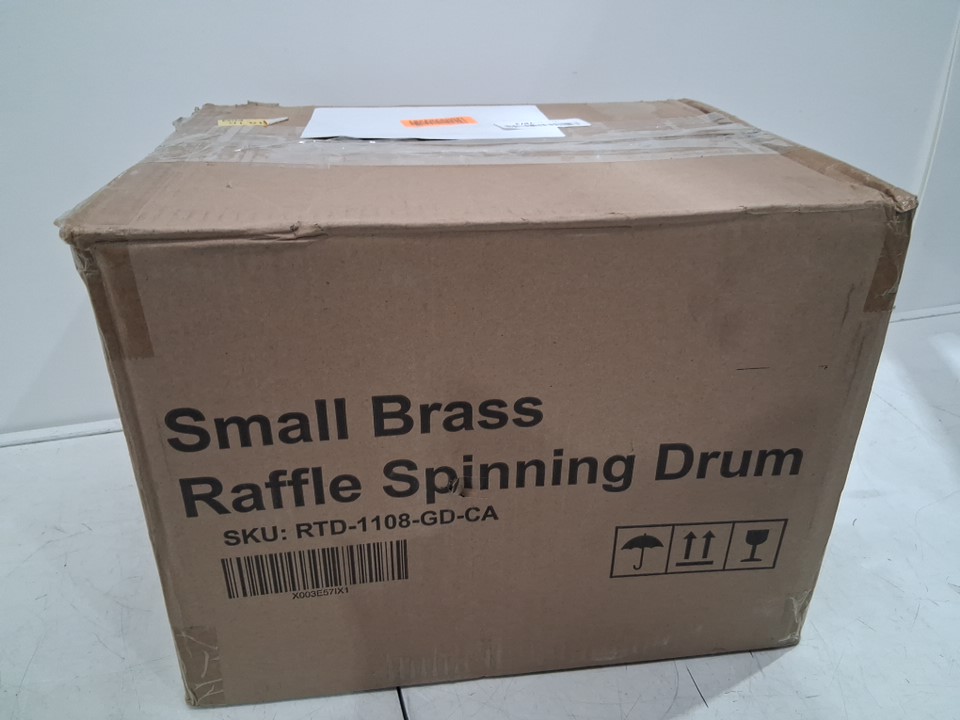 Small Brass
Raffle Spinning Drum
SKU: RTD-1108-GD-CA
X003E57IX1